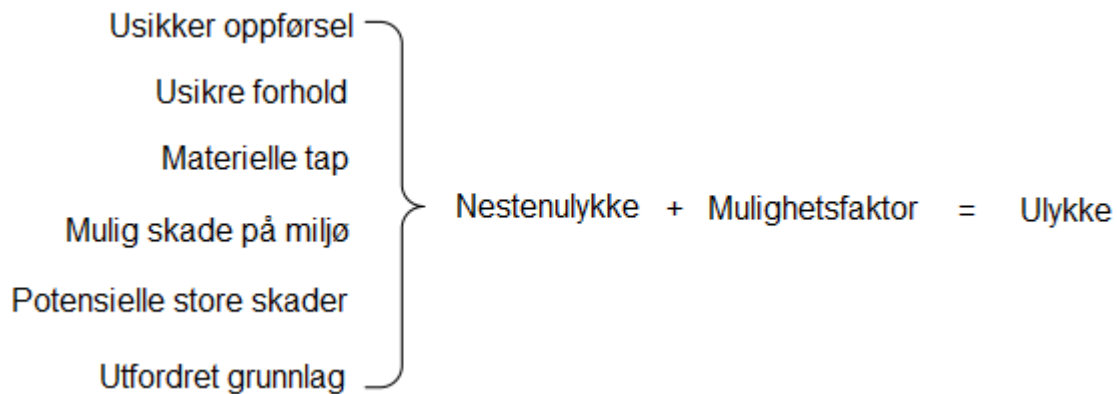 Usikker oppførsel
Usikre forhold
Materielle tap
Mulig skade på miljø
Potensielle store skader
Utfordret grunnlag
Nestenulykke + Mulighetsfaktor = Ulykke